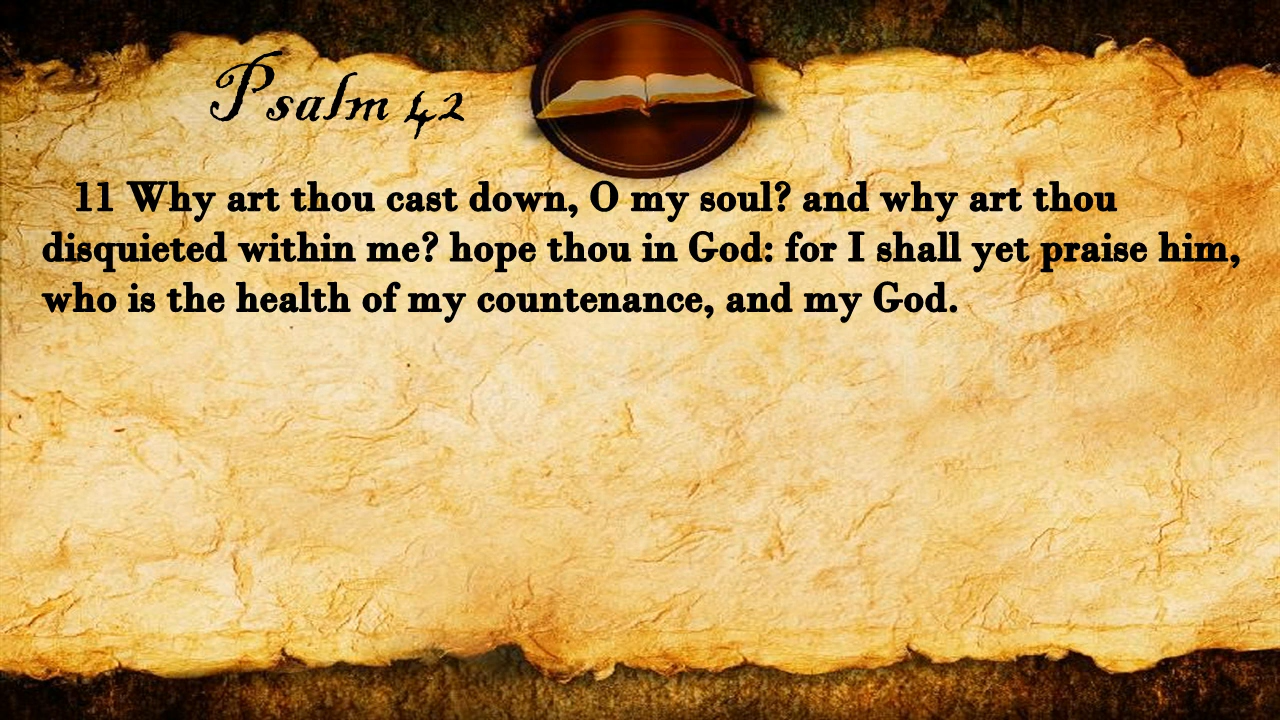 Psalm 42
11 Why art thou cast down, O my soul? and why art thou
disquieted within me? hope thou in God: for I shall yet praise him,
who is the health of my countenance, and my God.